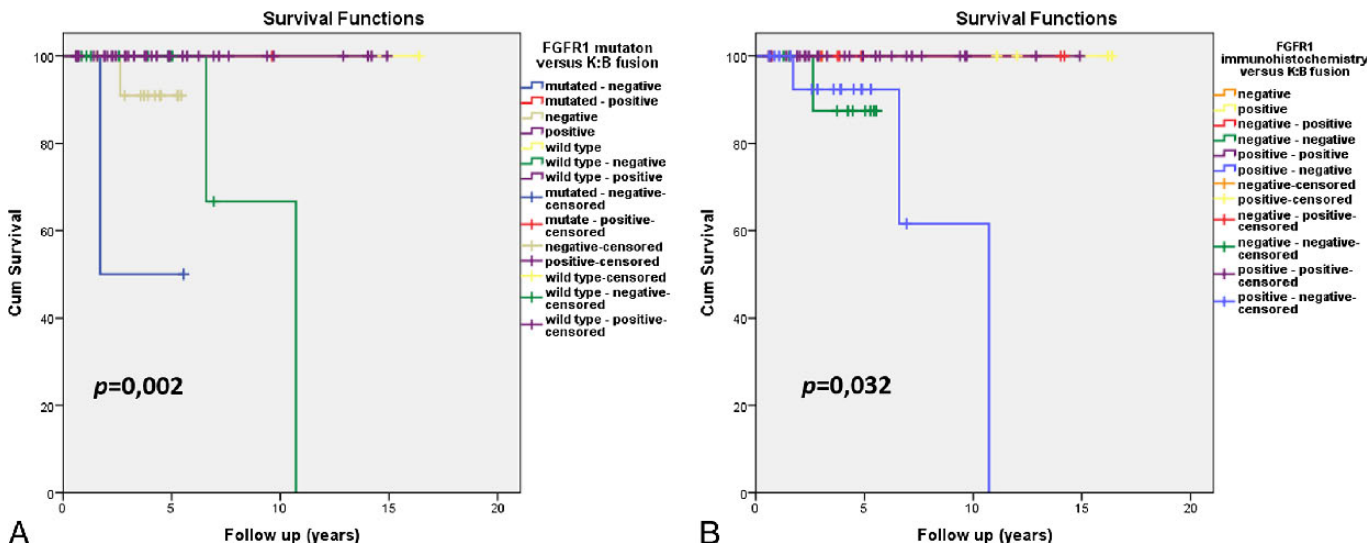 Survival Functions
FGFR1 mutaton
versus K:B fusion
mutated - negative
mutated - positive
negative
positive
wild type
wild type - negative
wild type - positive
mutated - negative-
censored
mutate - positive-
censored
negative-censored
positive-censored
wild type-censored
wild type - negative-
censored
wild type - positive-
censored
100
80
60
40
20
0
Cum Survival
p=0,002
0
5
10
15
20
Follow up (years)
A
Survival Functions
FGFR1
immunohistochemistry
versus K:B fusion
negative
positive
negative - positive
negative - negative
positive - positive
positive - negative
negative-censored
positive-censored
negative - positive-
censored
negative - negative-
censored
positive - positive-
censored
positive - negative-
censored
100
80
60
40
20
0
Cum Survival
p=0,032
0
5
10
15
20
Follow up (years)
B